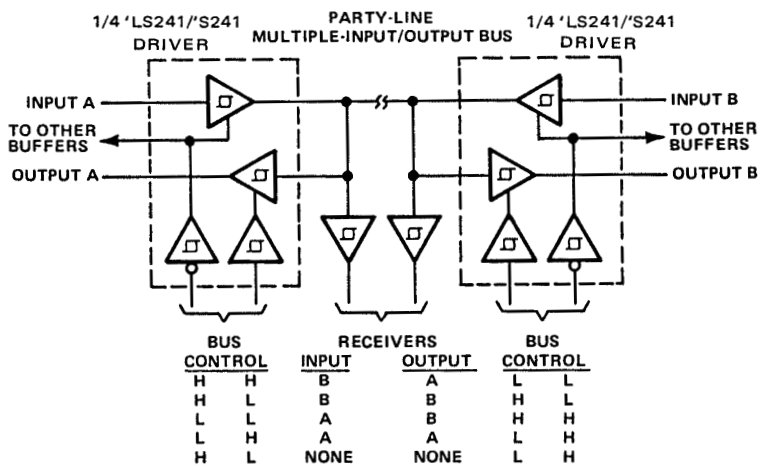 1/4 'LS241/'S241
DRIVER
PARTY-LINE
MULTIPLE-INPUT/OUTPUT BUS
1/4 'LS241/'S241
DRIVER
INPUT A
INPUT B
TO OTHER
BUFFERS
TO OTHER
BUFFERS
OUTPUT A
OUTPUT B
BUS RECEIVERS BUS
CONTROL INPUT OUTPUT CONTROL
H H B A L L
H L B B H L
L L A B H H
L H A A L H
H L NONE NONE L H